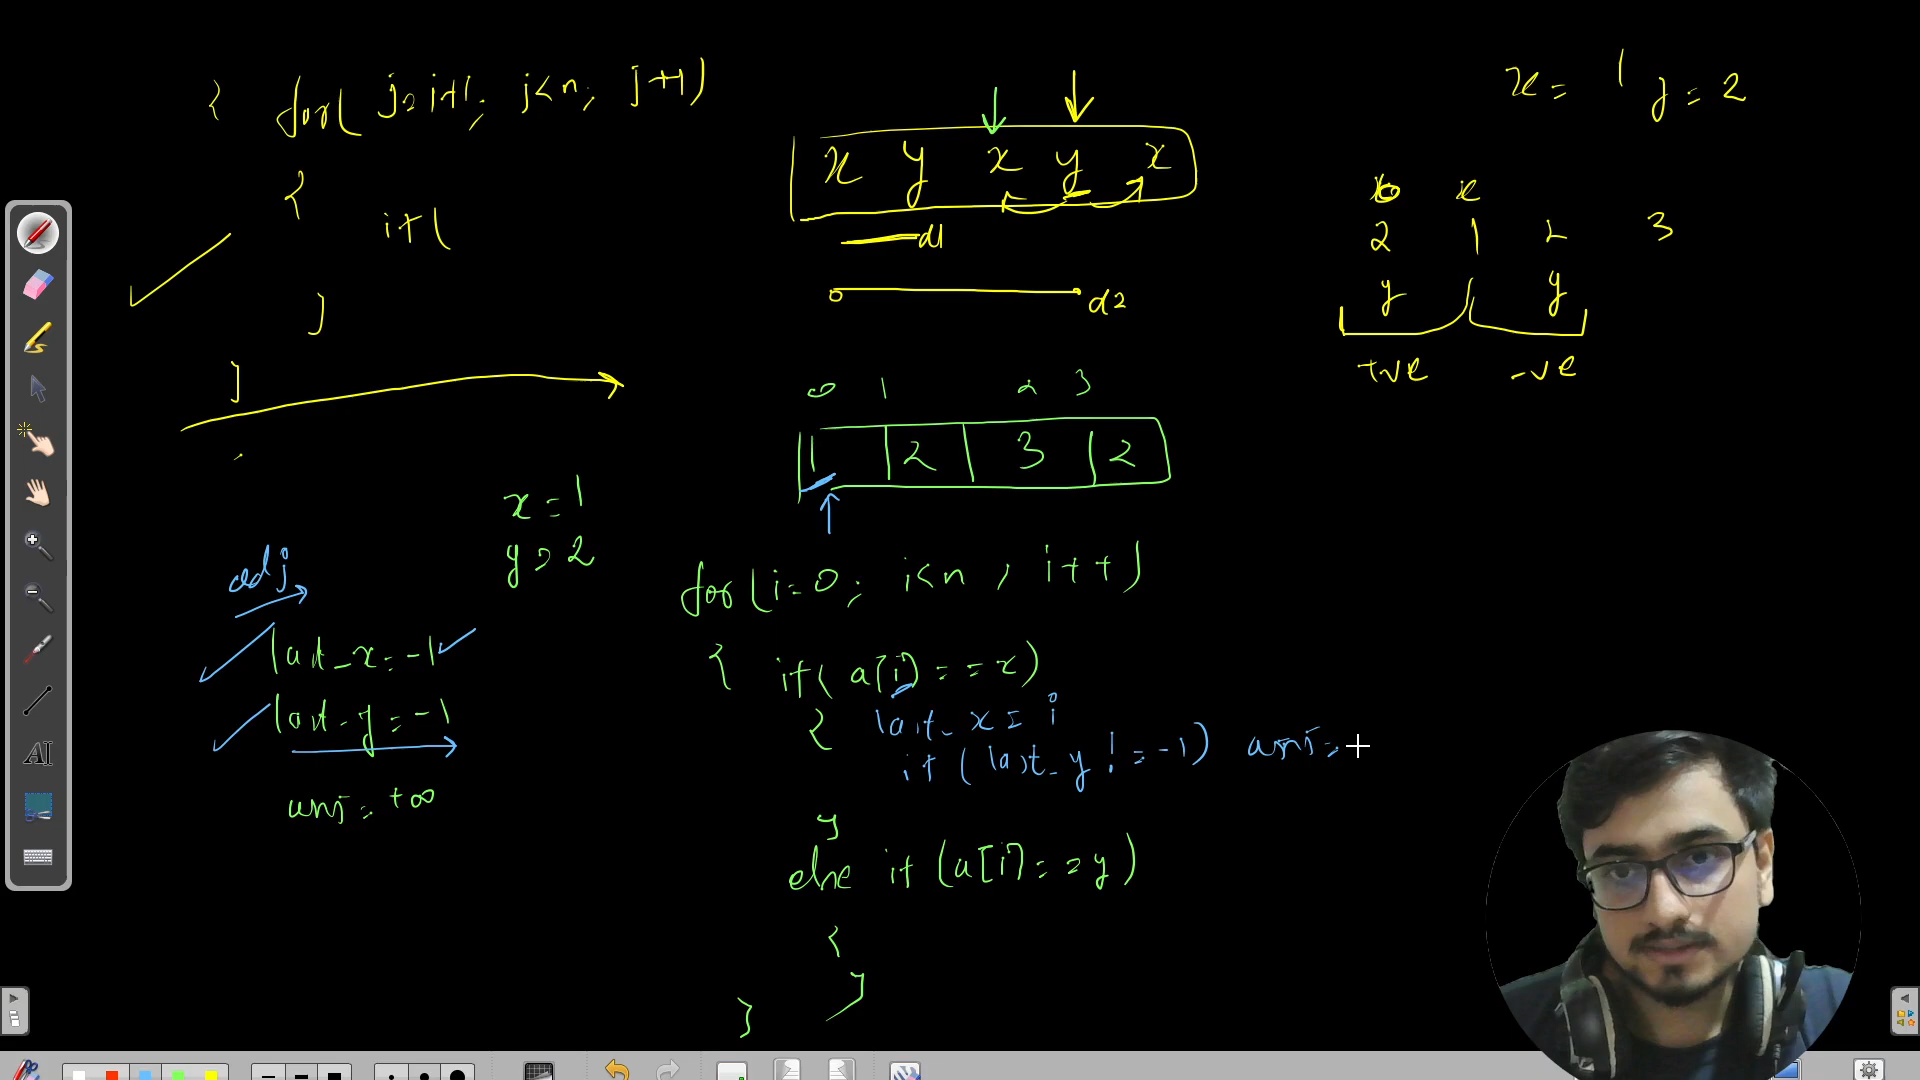 { for( j=i+1; j<n; j++)
{
i+1
}
}
x y x y x
d1
d2
x = 1 y = 2
x
2 1 2 3
y y
+ve -ve
0 1 2 3
1 2 3 2
x = 1
y = 2
adj
last_x = -1
last_y = -1
ans = +∞
for(i=0; i<n; i++)
{ if( a[i] == x)
{ last_x = i
if (last_y != -1) ans =
}
else if (a[i] == y)
{
}
}
AI